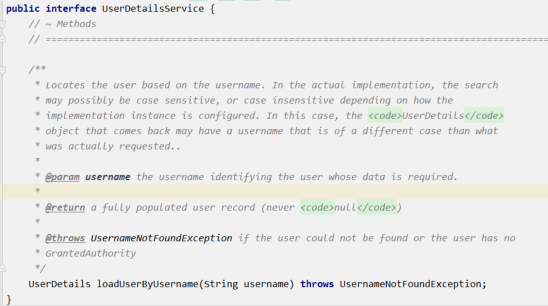 public interface UserDetailsService {
// ~ Methods
// ========================================================================
/**
* Locates the user based on the username. In the actual implementation, the search
* may possibly be case sensitive, or case insensitive depending on how the
* implementation instance is configured. In this case, the <code>UserDetails</code>
* object that comes back may have a username that is of a different case than what
* was actually requested..
*
* @param username the username identifying the user whose data is required.
*
* @return a fully populated user record (never <code>null</code>)
*
* @throws UsernameNotFoundException if the user could not be found or the user has no
* GrantedAuthority
*/
UserDetails loadUserByUsername(String username) throws UsernameNotFoundException;
}